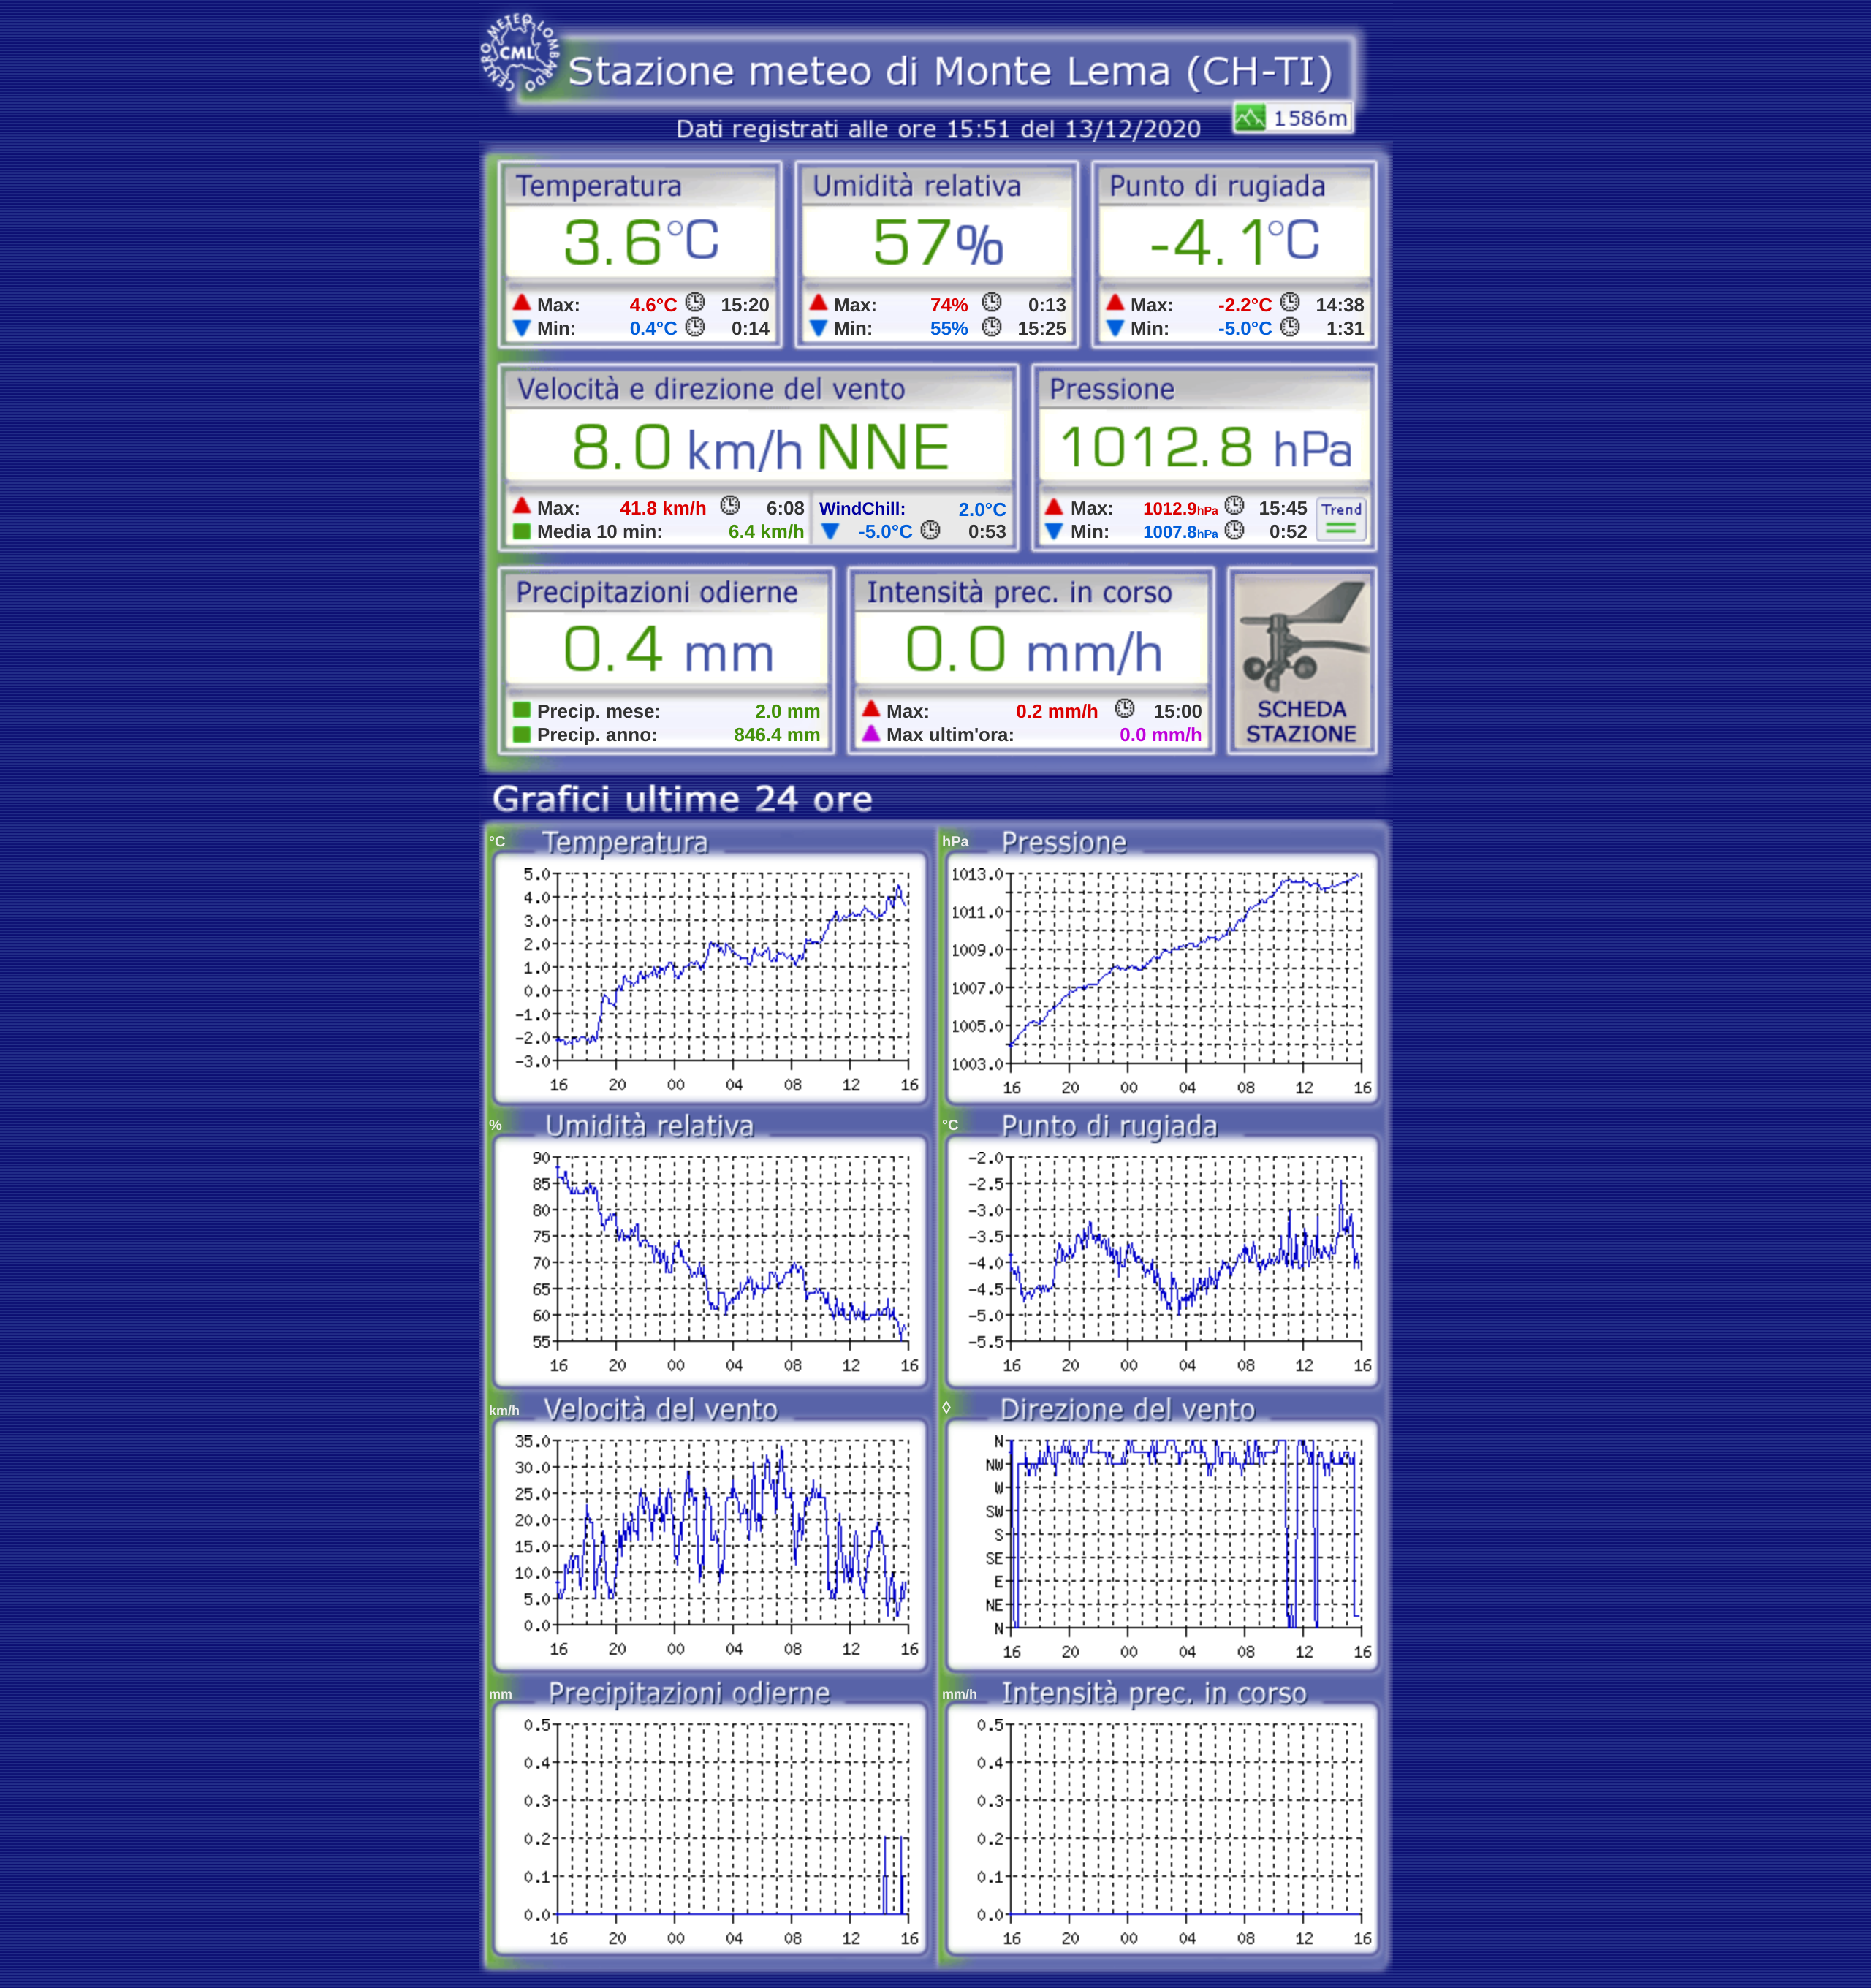 CENTRO METEO LOMBARDO
CML
Stazione meteo di Monte Lema (CH-TI)
1586m
Dati registrati alle ore 15:51 del 13/12/2020
Temperatura
3.6°C
Max: 4.6°C 15:20
Min: 0.4°C 0:14
Umidità relativa
57%
Max: 74% 0:13
Min: 55% 15:25
Punto di rugiada
-4.1°C
Max: -2.2°C 14:38
Min: -5.0°C 1:31
Velocità e direzione del vento
8.0 km/h NNE
Max: 41.8 km/h 6:08
Media 10 min: 6.4 km/h
WindChill: 2.0°C
-5.0°C 0:53
Pressione
1012.8 hPa
Max: 1012.9hPa 15:45
Min: 1007.8hPa 0:52
Trend
Precipitazioni odierne
0.4 mm
Precip. mese: 2.0 mm
Precip. anno: 846.4 mm
Intensità prec. in corso
0.0 mm/h
Max: 0.2 mm/h 15:00
Max ultim'ora: 0.0 mm/h
SCHEDA
STAZIONE
Grafici ultime 24 ore
°C Temperatura
5.0
4.0
3.0
2.0
1.0
0.0
-1.0
-2.0
-3.0
16 20 00 04 08 12 16
hPa Pressione
1013.0
1011.0
1009.0
1007.0
1005.0
1003.0
16 20 00 04 08 12 16
% Umidità relativa
90
85
80
75
70
65
60
55
16 20 00 04 08 12 16
°C Punto di rugiada
-2.0
-2.5
-3.0
-3.5
-4.0
-4.5
-5.0
-5.5
16 20 00 04 08 12 16
km/h Velocità del vento
35.0
30.0
25.0
20.0
15.0
10.0
5.0
0.0
16 20 00 04 08 12 16
◊ Direzione del vento
N
NW
W
SW
S
SE
E
NE
N
16 20 00 04 08 12 16
mm Precipitazioni odierne
0.5
0.4
0.3
0.2
0.1
0.0
16 20 00 04 08 12 16
mm/h Intensità prec. in corso
0.5
0.4
0.3
0.2
0.1
0.0
16 20 00 04 08 12 16